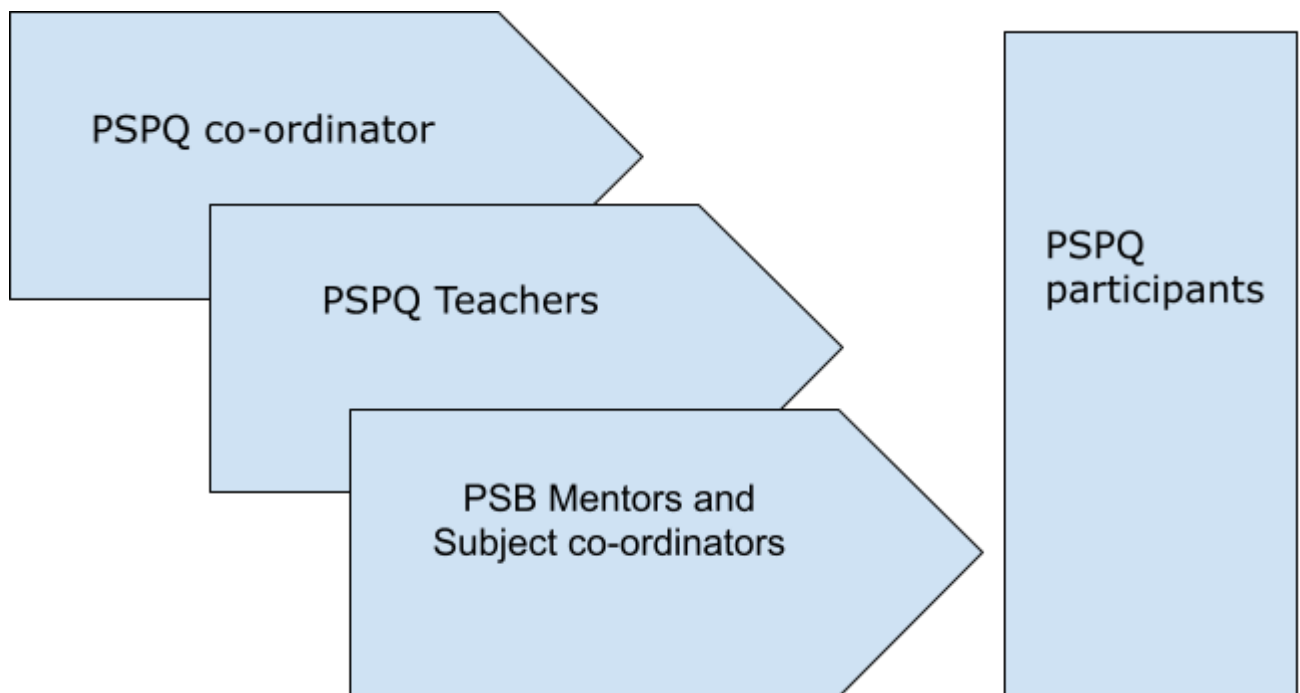 PSPQ co-ordinator
PSPQ Teachers
PSB Mentors and
Subject co-ordinators
PSPQ
participants